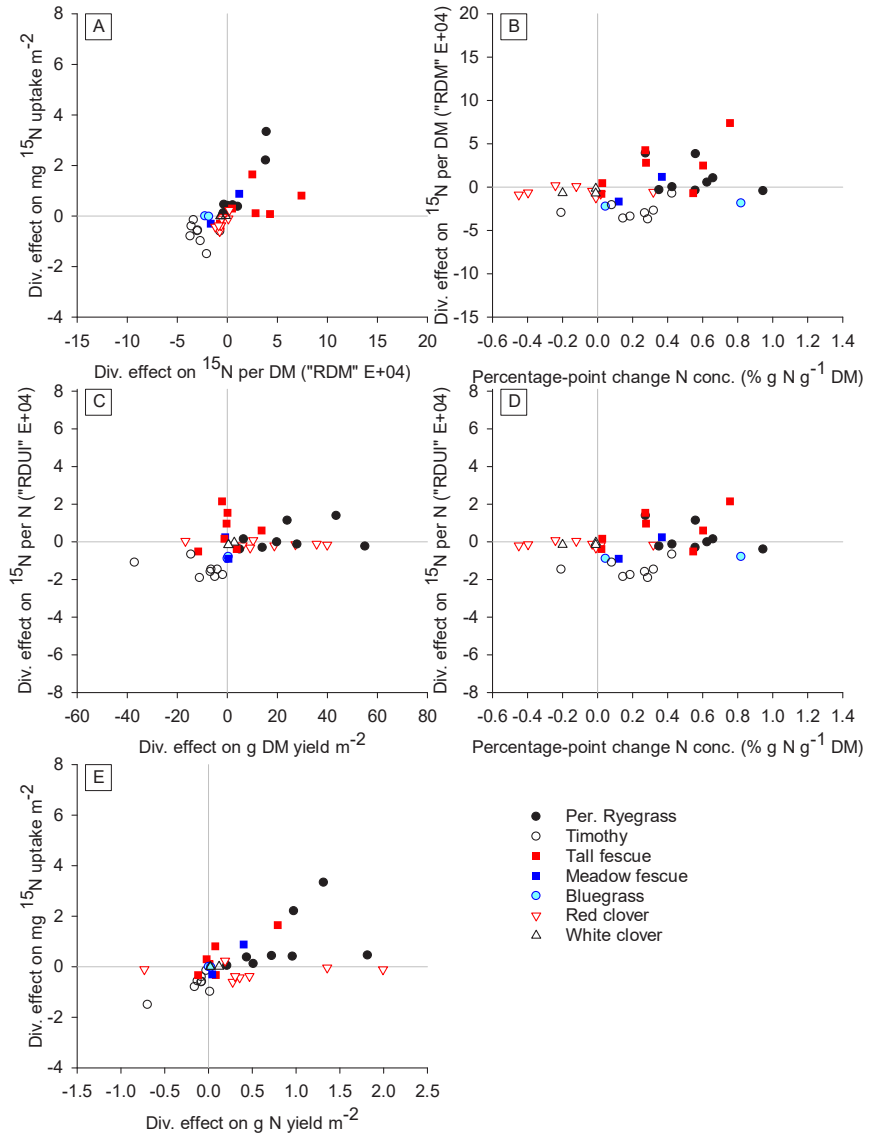 A
8
6
4
2
0
-2
-4
Div. effect on mg ¹⁵N uptake m⁻²
-15 -10 -5 0 5 10 15 20
Div. effect on ¹⁵N per DM ("RDM" E+04)
B
20
15
10
5
0
-5
-10
-15
Div. effect on ¹⁵N per DM ("RDM" E+04)
-0.6 -0.4 -0.2 0.0 0.2 0.4 0.6 0.8 1.0 1.2 1.4
Percentage-point change N conc. (% g N g⁻¹ DM)
C
8
6
4
2
0
-2
-4
-6
-8
Div. effect on ¹⁵N per N ("RDUI" E+04)
-60 -40 -20 0 20 40 60 80
Div. effect on g DM yield m⁻²
D
8
6
4
2
0
-2
-4
-6
-8
Div. effect on ¹⁵N per N ("RDUI" E+04)
-0.6 -0.4 -0.2 0.0 0.2 0.4 0.6 0.8 1.0 1.2 1.4
Percentage-point change N conc. (% g N g⁻¹ DM)
E
8
6
4
2
0
-2
-4
Div. effect on mg ¹⁵N uptake m⁻²
-1.5 -1.0 -0.5 0.0 0.5 1.0 1.5 2.0 2.5
Div. effect on g N yield m⁻²
Per. Ryegrass
Timothy
Tall fescue
Meadow fescue
Bluegrass
Red clover
White clover